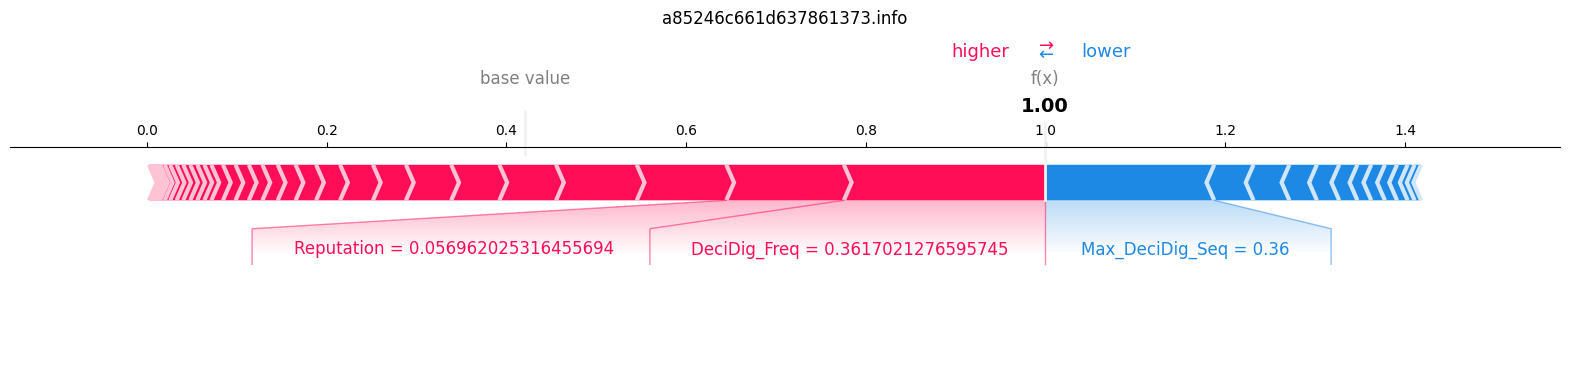 a85246c661d637861373.info
higher ⇄ lower
base value f(x)
1.00
0.0 0.2 0.4 0.6 0.8 1.0 1.2 1.4
Reputation = 0.056962025316455694 DeciDig_Freq = 0.3617021276595745 Max_DeciDig_Seq = 0.36